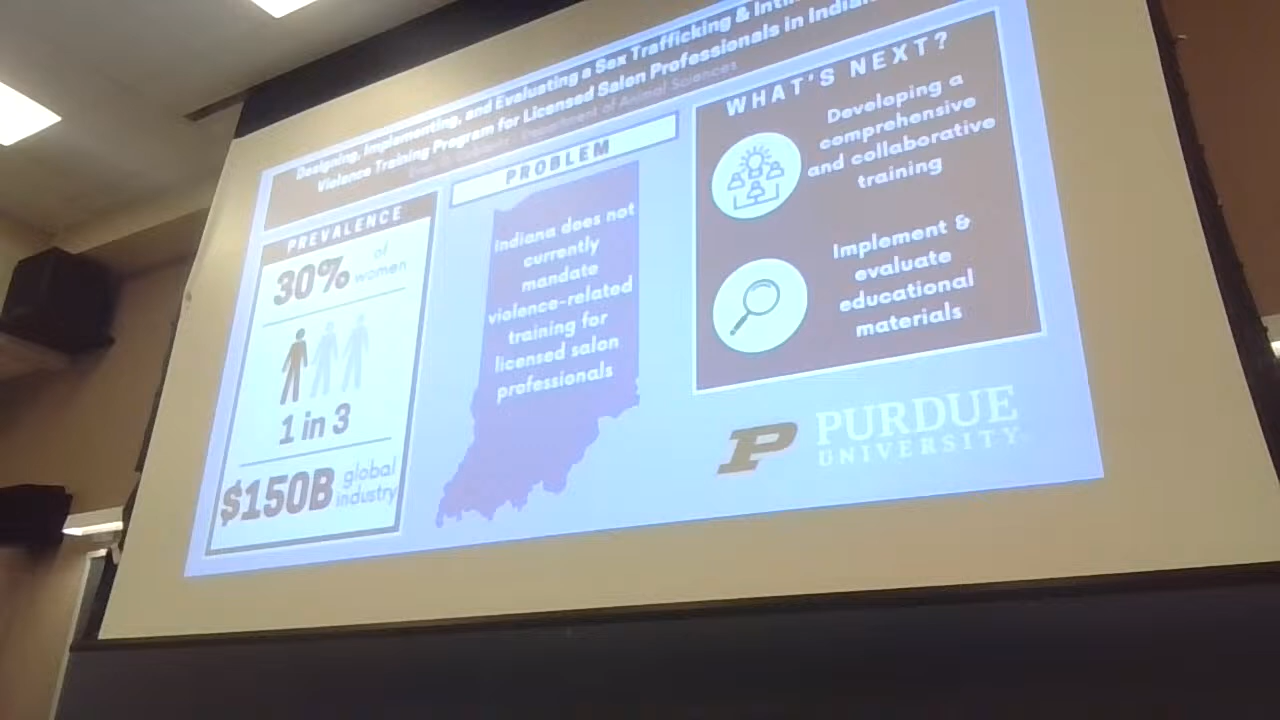 Designing, Implementing, and Evaluating a Sex Trafficking &
Violence Training Program for Licensed Salon Professionals in Indiana
Department of Animal Sciences
PREVALENCE
30% of
women
1 in 3
$150B global
industry
PROBLEM
Indiana does not
currently
mandate
violence-related
training for
licensed salon
professionals
WHAT'S NEXT?
Developing a
comprehensive
and collaborative
training
Implement &
evaluate
educational
materials
P PURDUE
UNIVERSITY